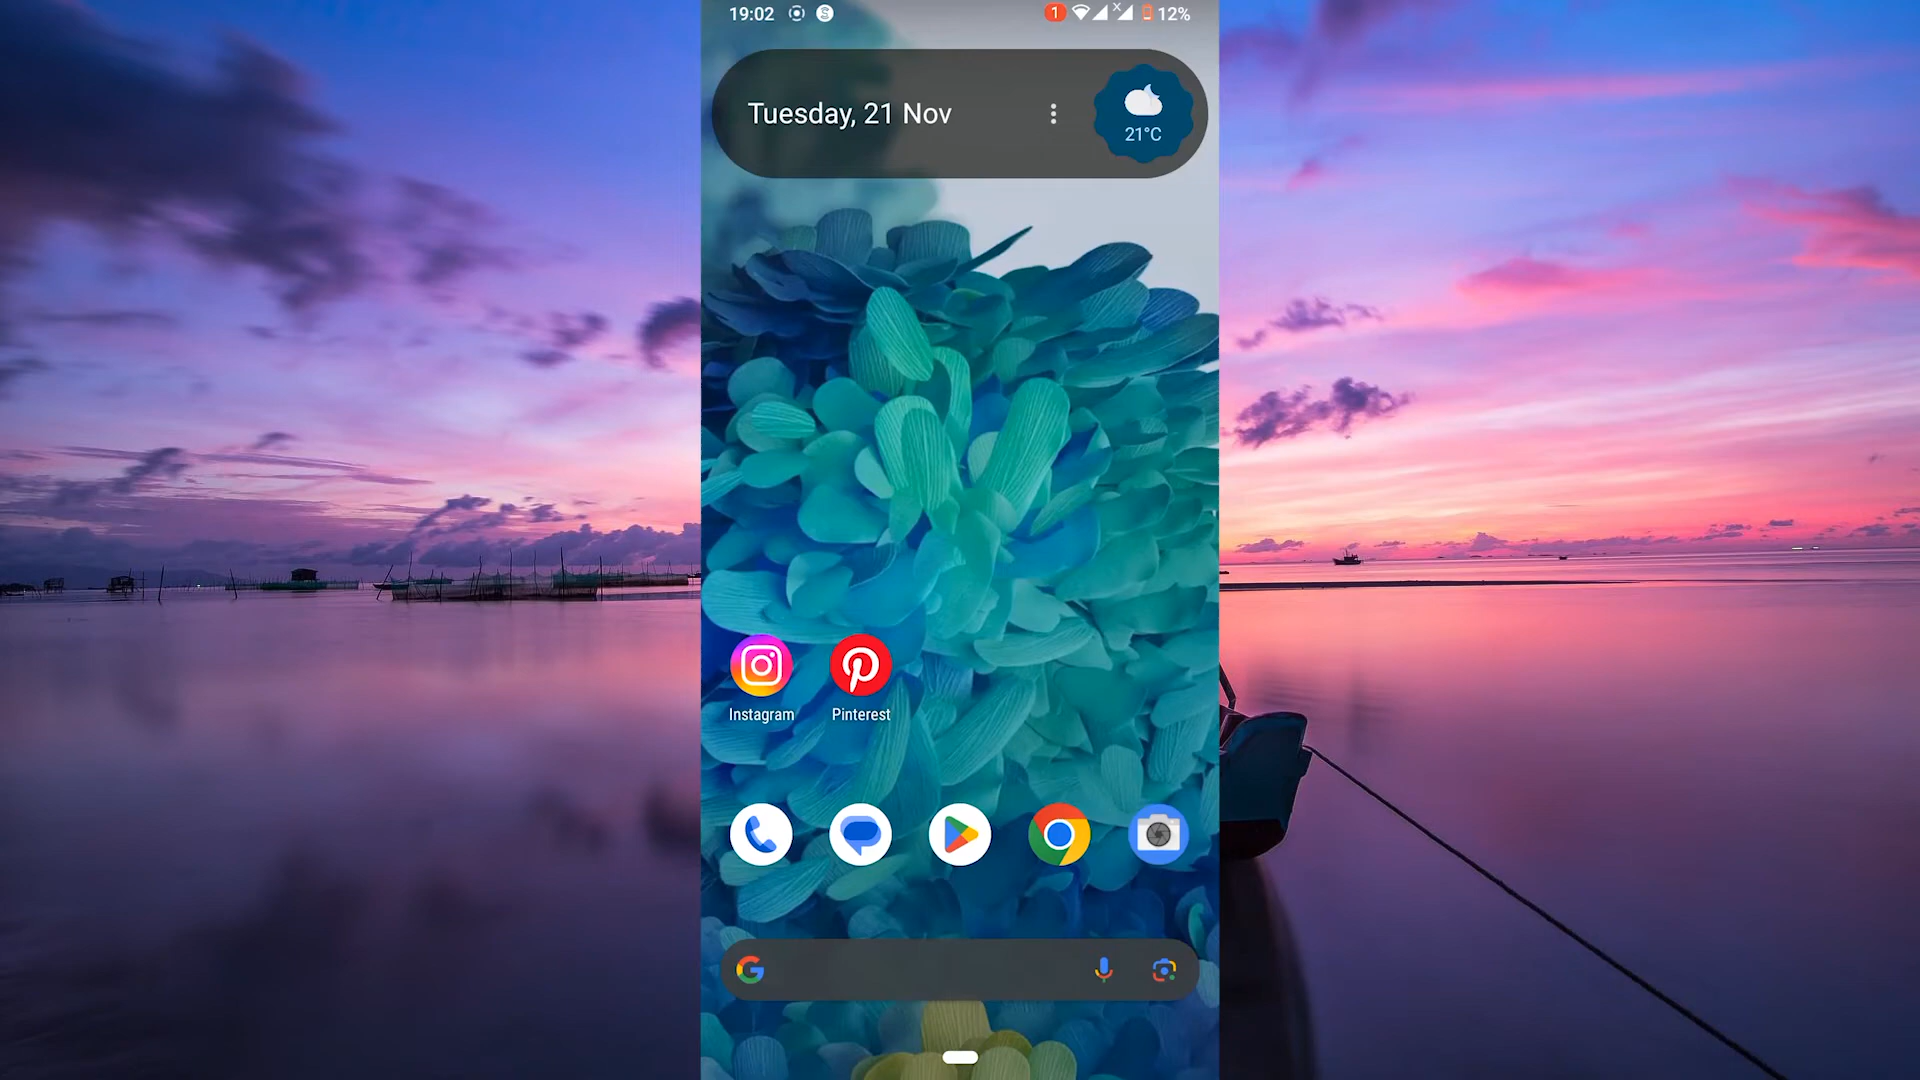 19:02
1
12%
Tuesday, 21 Nov
21°C
Instagram
Pinterest